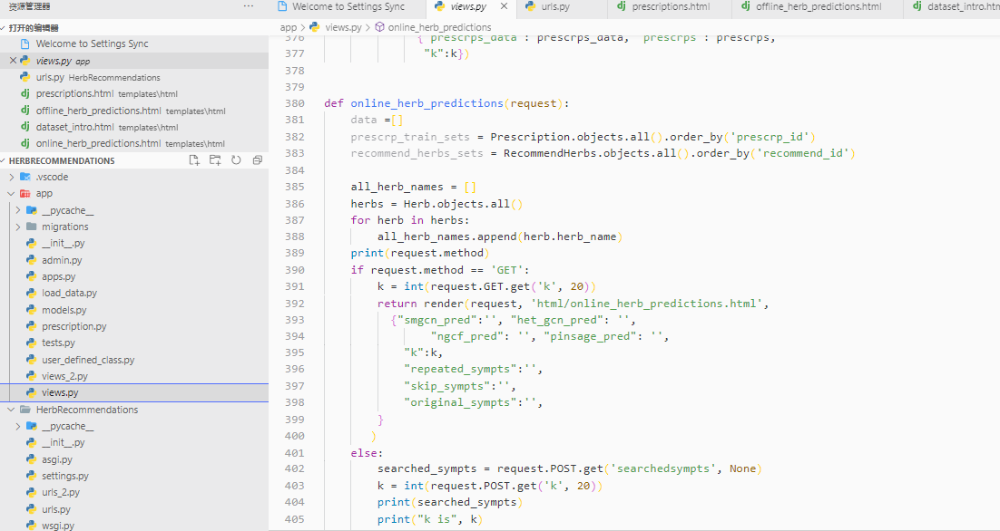 资源管理器 ···
打开的编辑器
Welcome to Settings Sync
views.py app
urls.py HerbRecommendations
prescriptions.html templates\html
offline_herb_predictions.html templates\html
dataset_intro.html templates\html
online_herb_predictions.html templates\html
HERBRECOMMENDATIONS
.vscode
app
__pycache__
migrations
__init__.py
admin.py
apps.py
load_data.py
models.py
prescription.py
tests.py
user_defined_class.py
views_2.py
views.py
HerbRecommendations
__pycache__
__init__.py
asgi.py
settings.py
urls_2.py
urls.py
wsgi.py
Welcome to Settings Sync views.py urls.py prescriptions.html offline_herb_predictions.html dataset_intro.htm
app > views.py > online_herb_predictions
376 {'prescrps_data': prescrps_data, 'prescrps': prescrps,
377 "k":k})
378
379
380 def online_herb_predictions(request):
381 data =[]
382 prescrp_train_sets = Prescription.objects.all().order_by('prescrp_id')
383 recommend_herbs_sets = RecommendHerbs.objects.all().order_by('recommend_id')
384
385 all_herb_names = []
386 herbs = Herb.objects.all()
387 for herb in herbs:
388 all_herb_names.append(herb.herb_name)
389 print(request.method)
390 if request.method == 'GET':
391 k = int(request.GET.get('k', 20))
392 return render(request, 'html/online_herb_predictions.html',
393 {"smgcn_pred":'', "het_gcn_pred": '',
394 "ngcf_pred": '', "pinsage_pred": '',
395 "k":k,
396 "repeated_sympts":'',
397 "skip_sympts":'',
398 "original_sympts":'',
399 }
400 )
401 else:
402 searched_sympts = request.POST.get('searchedsympts', None)
403 k = int(request.POST.get('k', 20))
404 print(searched_sympts)
405 print("k is", k)